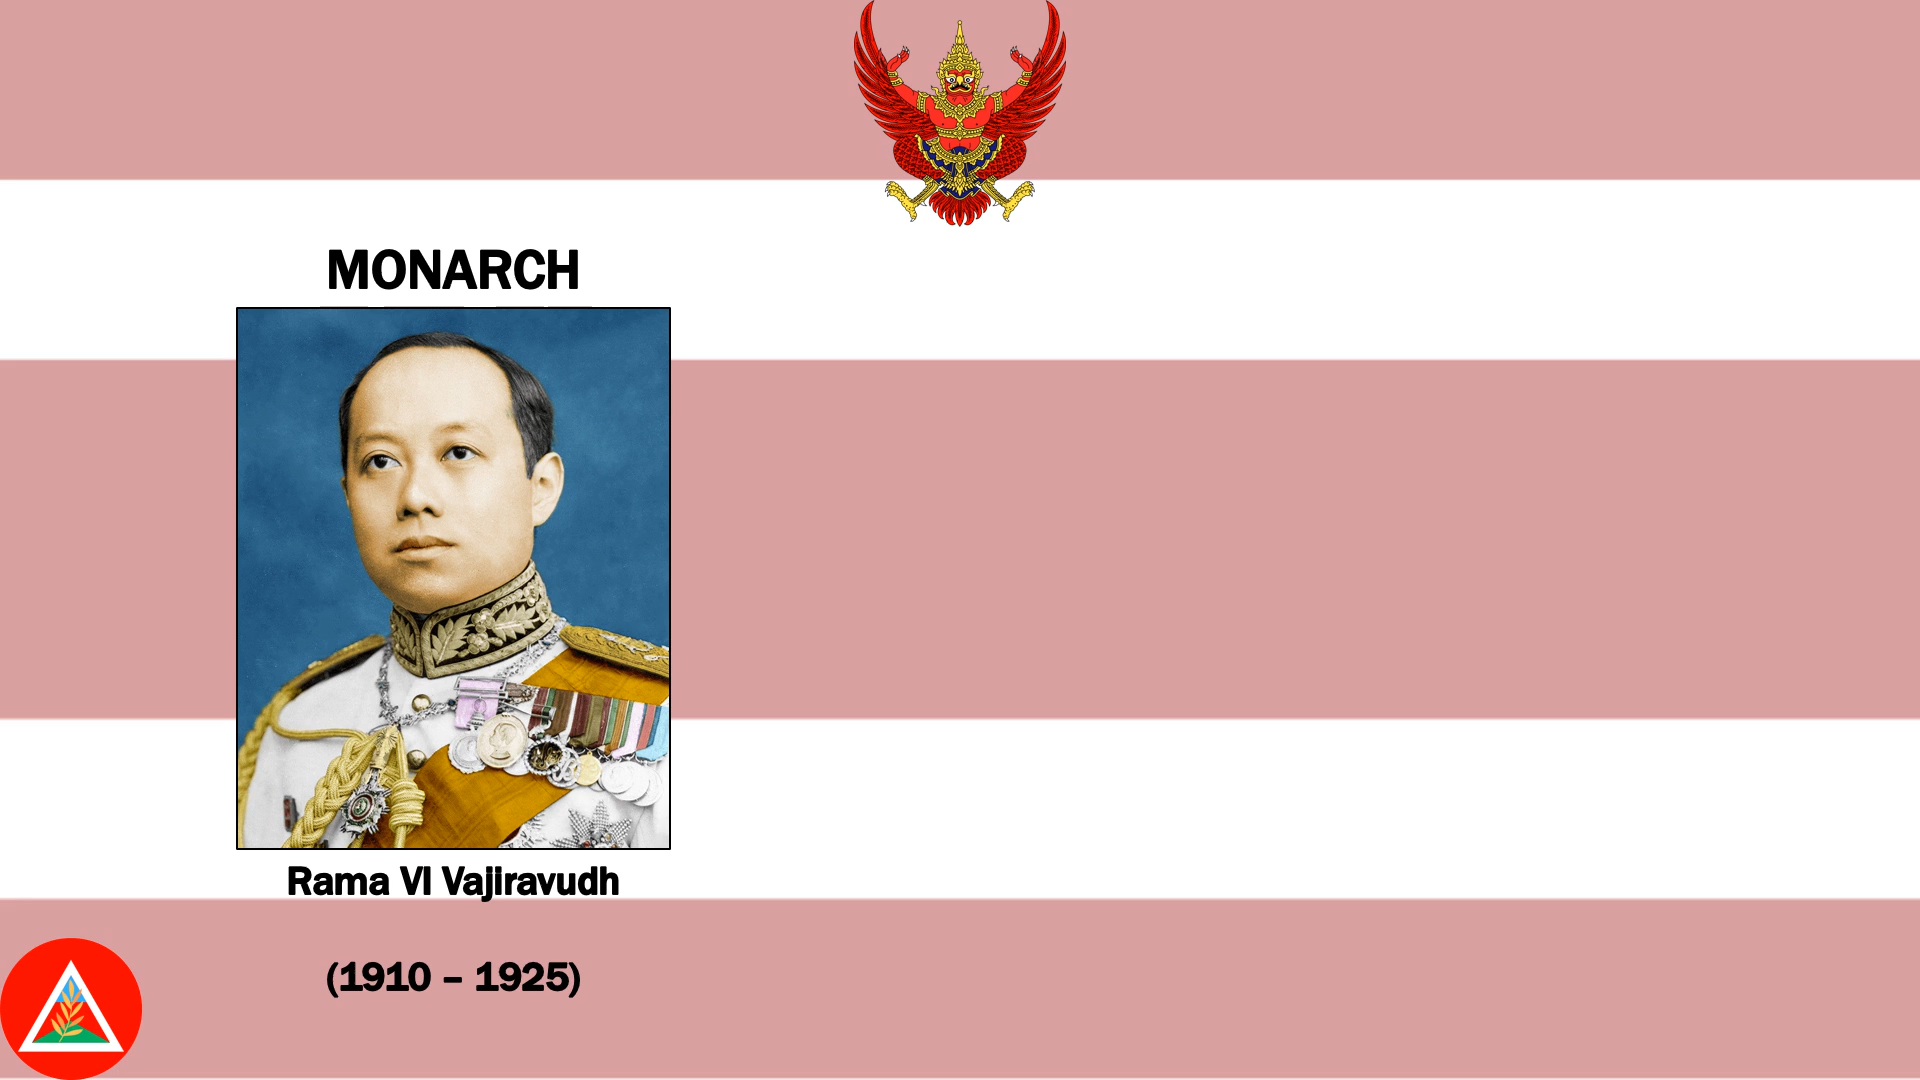 MONARCH
Rama VI Vajiravudh
(1910 – 1925)